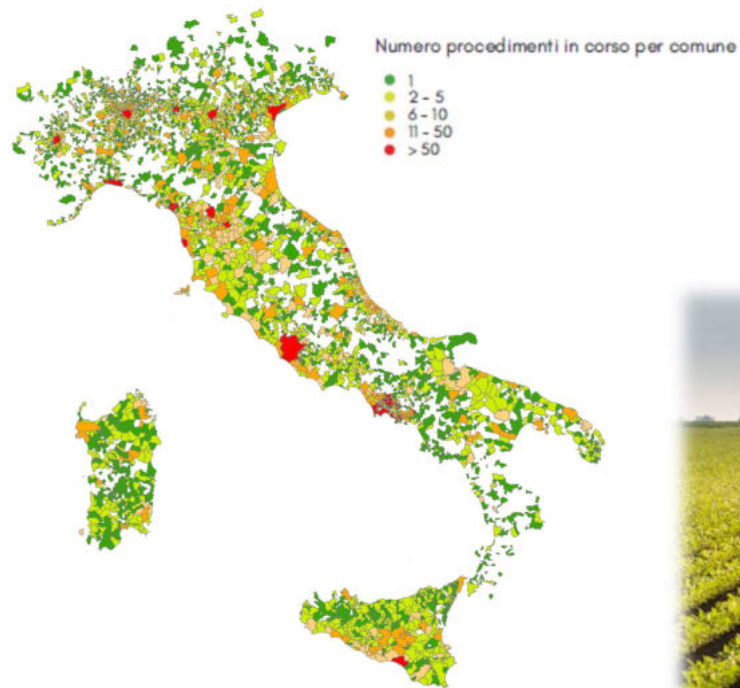 Numero procedimenti in corso per comune
1
2 - 5
6 - 10
11 - 50
> 50